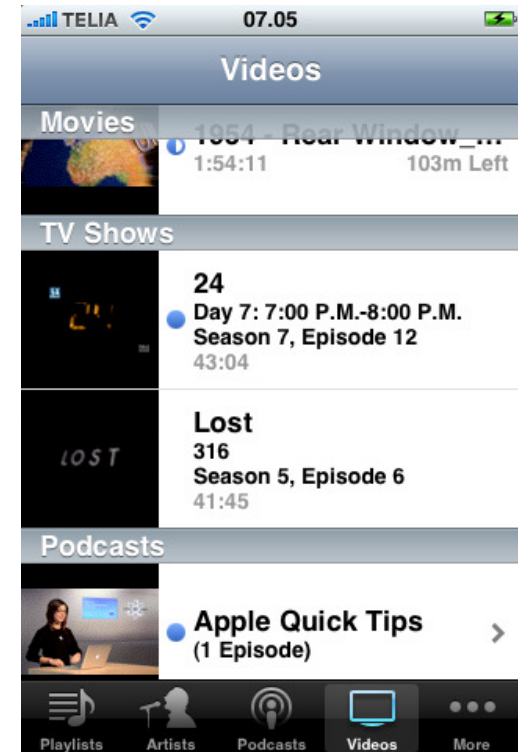 TELIA 07.05
Videos
Movies
1954 - Rear Window_...
1:54:11 103m Left
TV Shows
24
24
Day 7: 7:00 P.M.-8:00 P.M.
Season 7, Episode 12
43:04
LOST
Lost
316
Season 5, Episode 6
41:45
Podcasts
Apple Quick Tips
(1 Episode)
Playlists Artists Podcasts Videos More